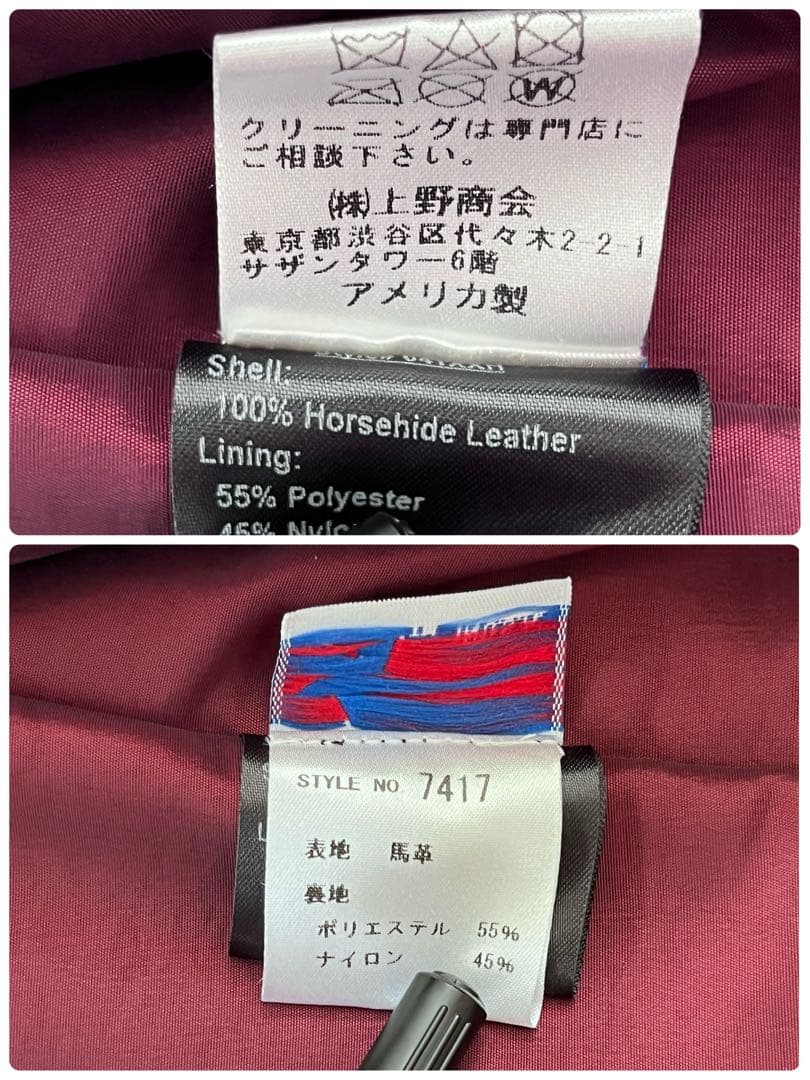 W
クリーニングは専門店に
ご相談下さい。
㈱上野商会
東京都渋谷区代々木2-2-1
サザンタワー6階
アメリカ製
Shell:
100% Horsehide Leather
Lining:
55% Polyester
45% Nylon
STYLE NO. 7417
表地 馬革
裏地
ポリエステル 55%
ナイロン 45%